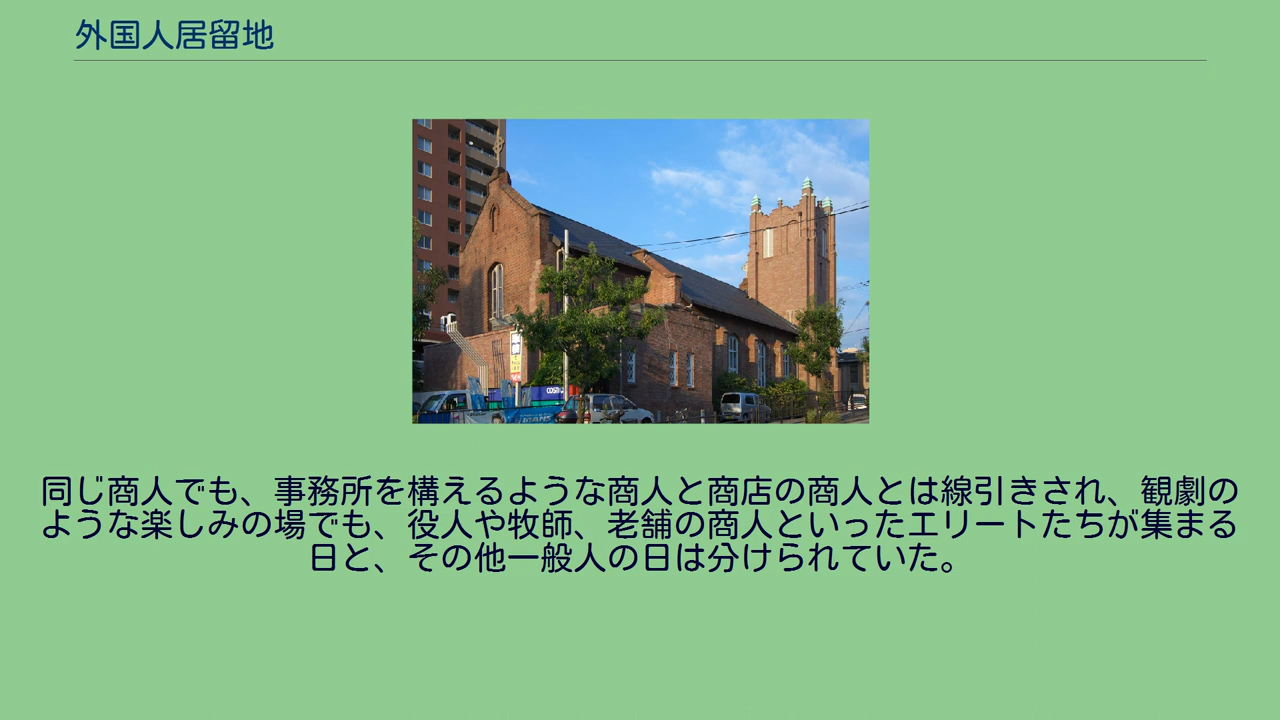 外国人居留地
同じ商人でも、事務所を構えるような商人と商店の商人とは線引きされ、観劇の
ような楽しみの場でも、役人や牧師、老舗の商人といったエリートたちが集まる
日と、その他一般人の日は分けられていた。